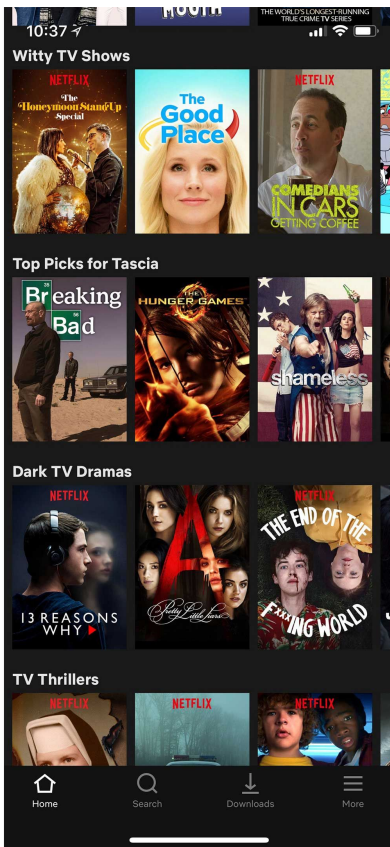 MOUTH
THE WORLD'S LONGEST-RUNNING
TRUE CRIME TV SERIES
10:37
Witty TV Shows
NETFLIX
The
Honeymoon Stand Up
Special
The
Good
Place
NETFLIX
COMEDIANS
IN CARS
GETTING COFFEE
Top Picks for Tascia
35
Breaking
56
Bad
THE
HUNGER GAMES
shameless
Dark TV Dramas
NETFLIX
13 REASONS
WHY
A
Pretty Little Liars
NETFLIX
THE END OF THE
F***ING WORLD
TV Thrillers
NETFLIX
NETFLIX
NETFLIX
Home
Search
Downloads
More